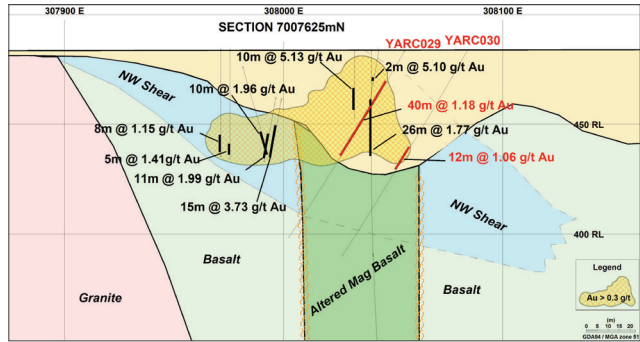 307900 E
308000 E
308100 E
SECTION 7007625mN
YARC029
YARC030
10m @ 5.13 g/t Au
2m @ 5.10 g/t Au
NW Shear
10m @ 1.96 g/t Au
40m @ 1.18 g/t Au
8m @ 1.15 g/t Au
26m @ 1.77 g/t Au
450 RL
5m @ 1.41g/t Au
12m @ 1.06 g/t Au
11m @ 1.99 g/t Au
15m @ 3.73 g/t Au
NW Shear
400 RL
Basalt
Altered Mag Basalt
Granite
Basalt
Legend
Au > 0.3 g/t
(m)
0 5 10 15 20
GDA94 / MGA zone 51